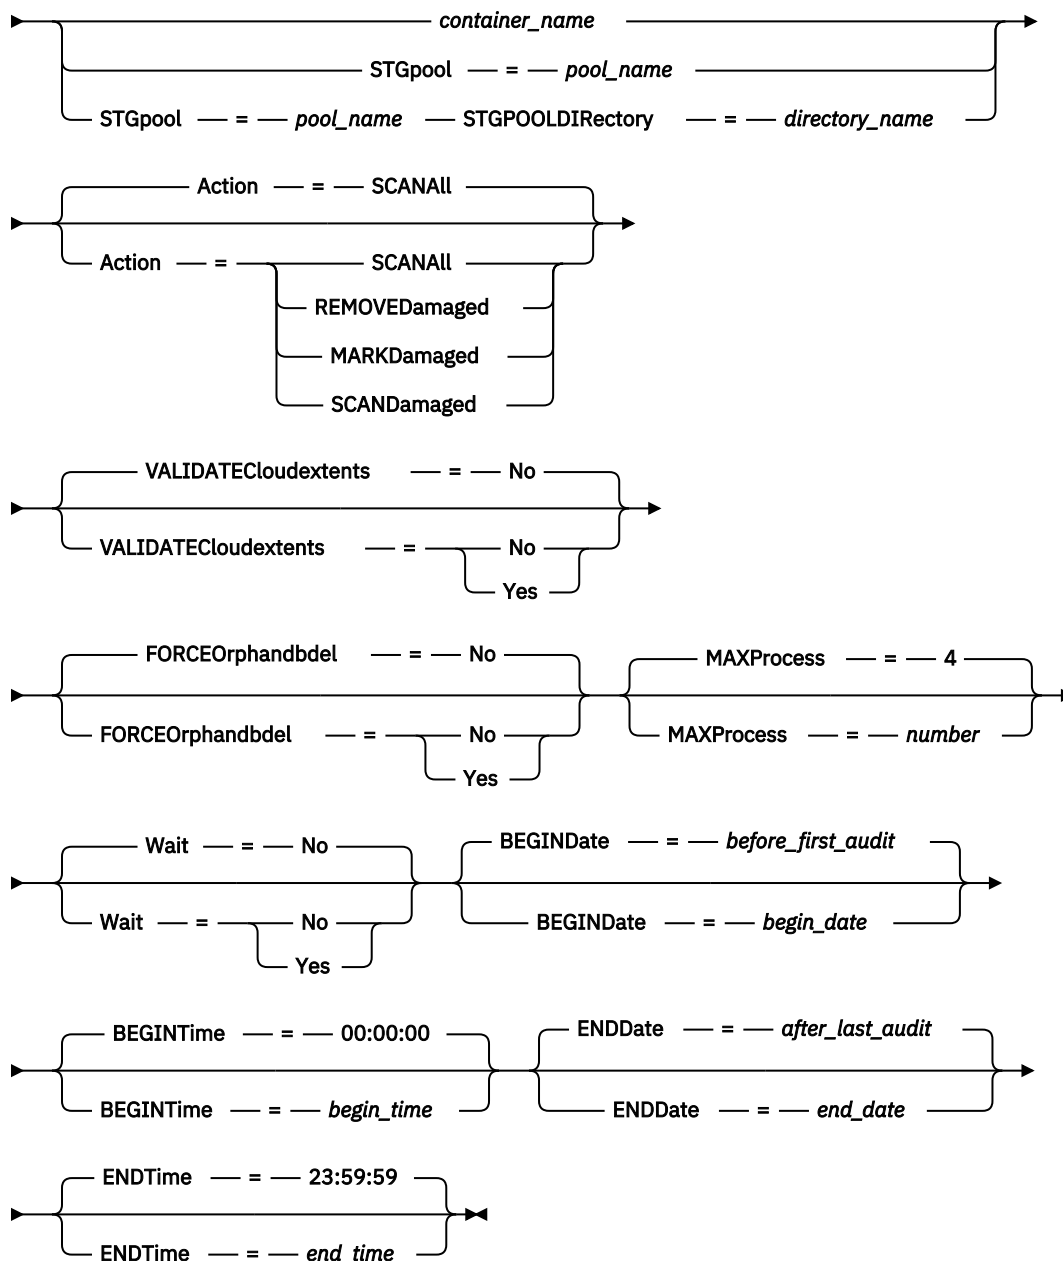 container_name
STGpool = pool_name
STGpool = pool_name STGPOOLDIRectory = directory_name
Action = SCANAll
Action = SCANAll
REMOVEDamaged
MARKDamaged
SCANDamaged
VALIDATECloudextents = No
VALIDATECloudextents = No
Yes
FORCEOrphandbdel = No
FORCEOrphandbdel = No
Yes
MAXProcess = 4
MAXProcess = number
Wait = No
Wait = No
Yes
BEGINDate = before_first_audit
BEGINDate = begin_date
BEGINTime = 00:00:00
BEGINTime = begin_time
ENDDate = after_last_audit
ENDDate = end_date
ENDTime = 23:59:59
ENDTime = end_time